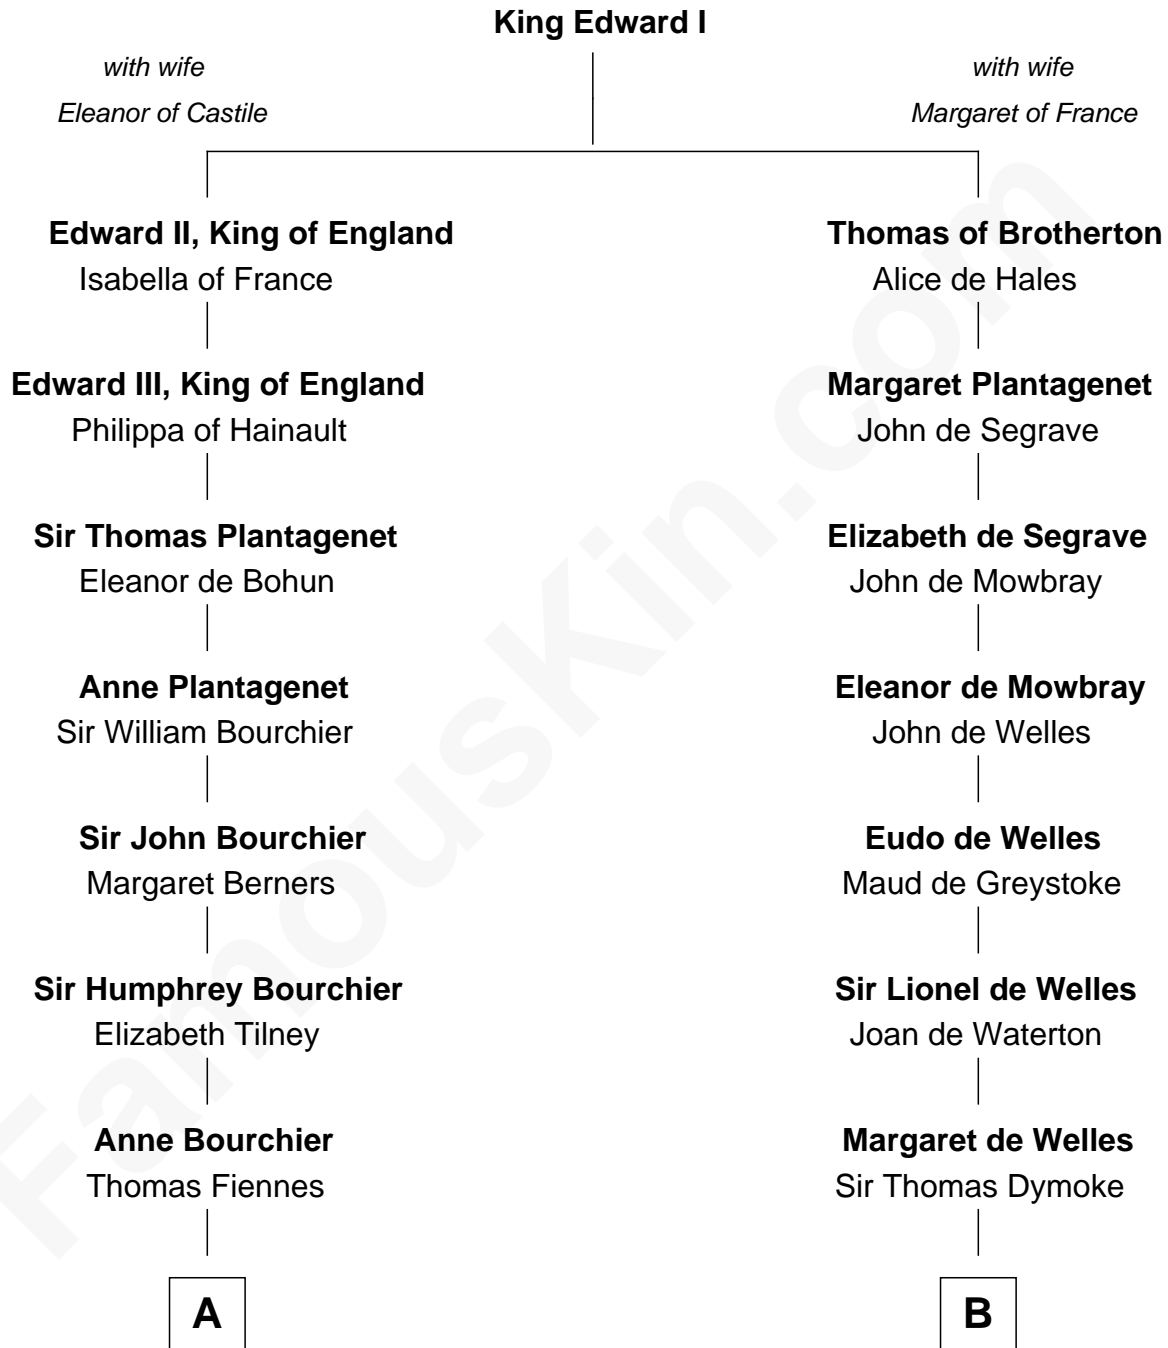 King Edward I
with wife
Eleanor of Castile
with wife
Margaret of France
Edward II, King of England
Isabella of France
Thomas of Brotherton
Alice de Hales
Edward III, King of England
Philippa of Hainault
Margaret Plantagenet
John de Segrave
Sir Thomas Plantagenet
Eleanor de Bohun
Elizabeth de Segrave
John de Mowbray
Anne Plantagenet
Sir William Bourchier
Eleanor de Mowbray
John de Welles
Sir John Bourchier
Margaret Berners
Eudo de Welles
Maud de Greystoke
Sir Humphrey Bourchier
Elizabeth Tilney
Sir Lionel de Welles
Joan de Waterton
Anne Bourchier
Thomas Fiennes
Margaret de Welles
Sir Thomas Dymoke
A
B
FamousKin.com